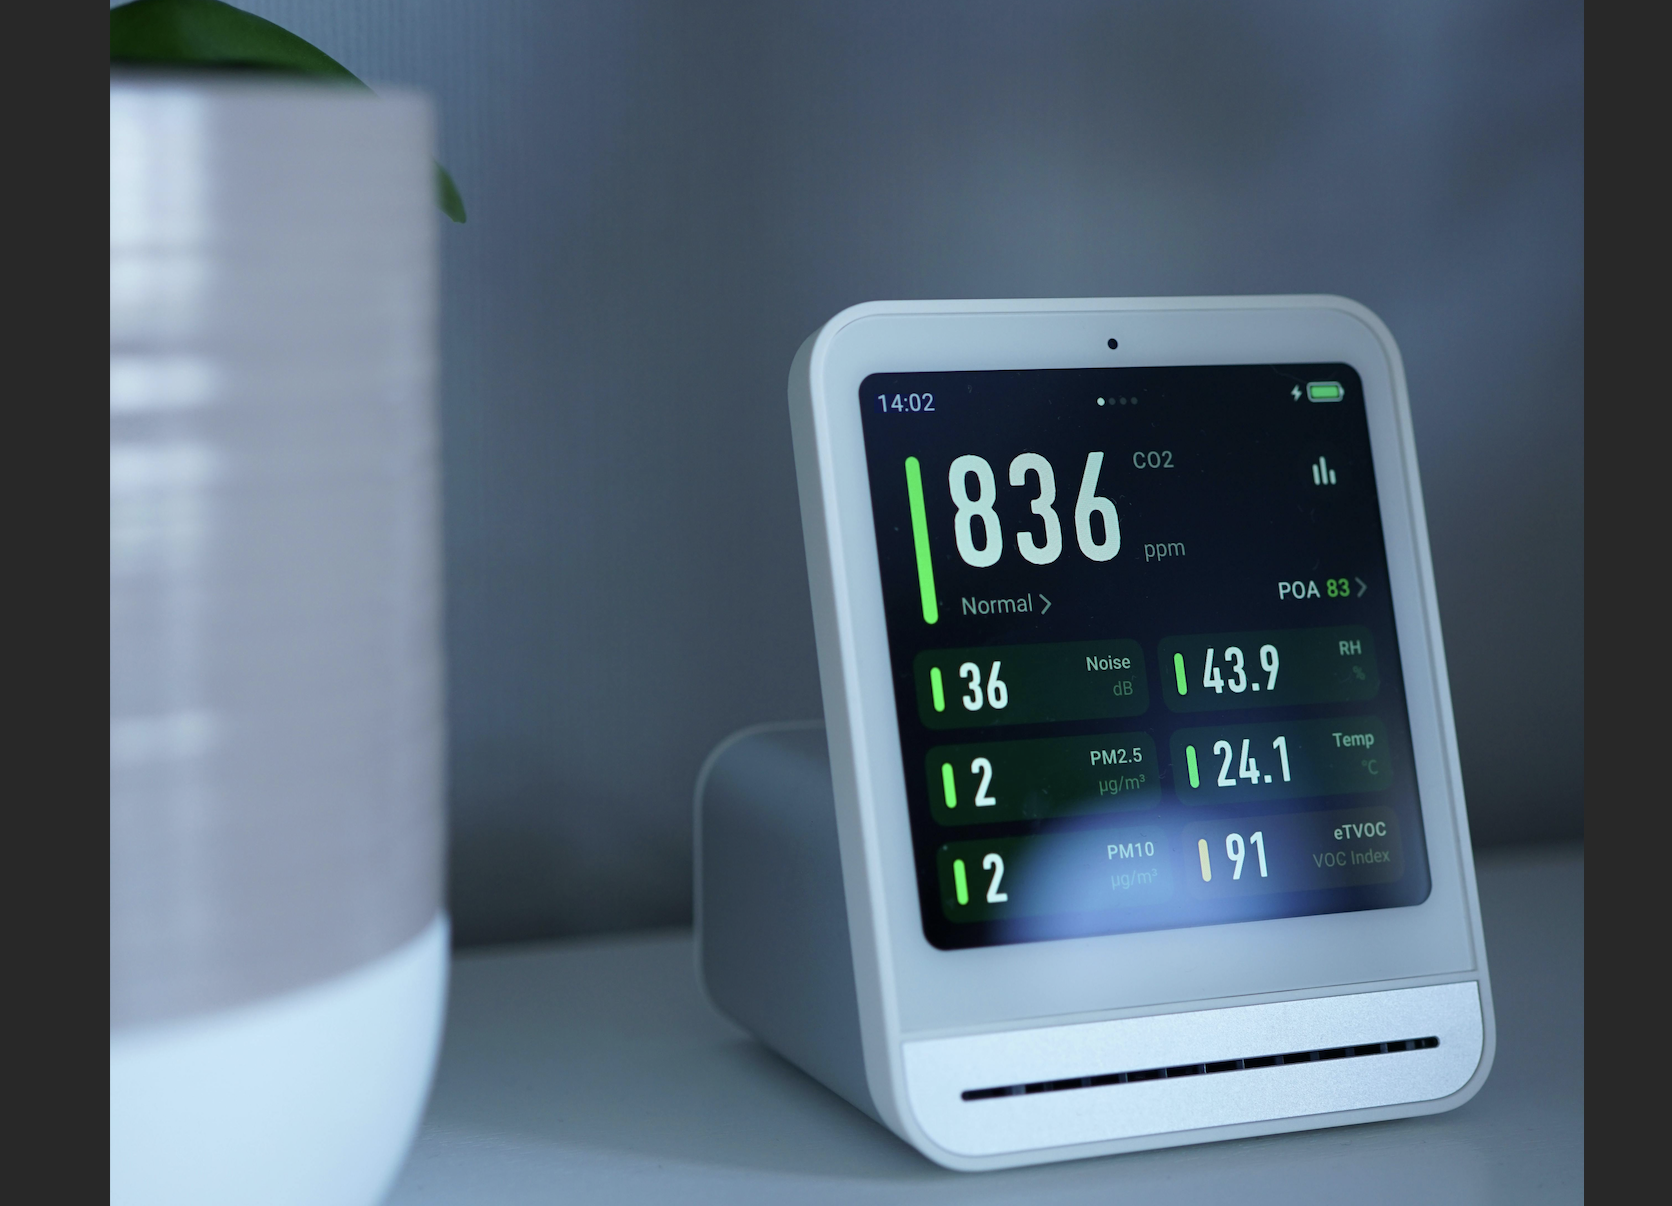 14:02
836 CO2
ppm
Normal
POA 83
36 Noise dB
43.9 RH %
2 PM2.5 µg/m³
24.1 Temp °C
2 PM10 µg/m³
91 eTVOC VOC Index